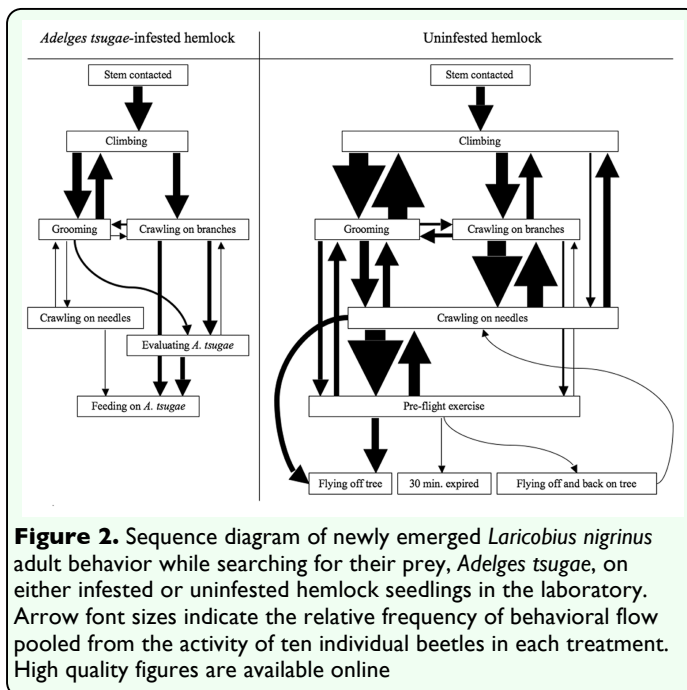 Adelges tsugae-infested hemlock
Uninfested hemlock
Stem contacted
Climbing
Grooming
Crawling on branches
Crawling on needles
Evaluating A. tsugae
Feeding on A. tsugae
Stem contacted
Climbing
Grooming
Crawling on branches
Crawling on needles
Pre-flight exercise
Flying off tree
30 min. expired
Flying off and back on tree
Figure 2. Sequence diagram of newly emerged Laricobius nigrinus
adult behavior while searching for their prey, Adelges tsugae, on
either infested or uninfested hemlock seedlings in the laboratory.
Arrow font sizes indicate the relative frequency of behavioral flow
pooled from the activity of ten individual beetles in each treatment.
High quality figures are available online